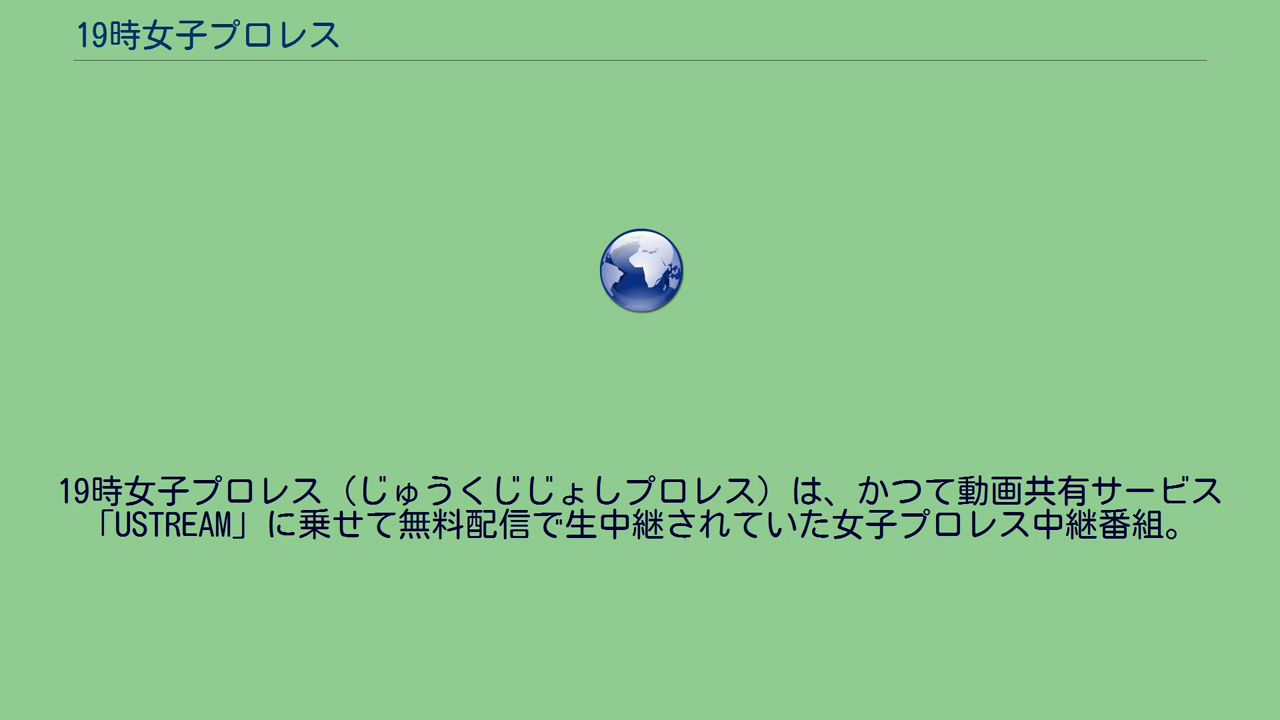 19時女子プロレス
19時女子プロレス（じゅうくじじょしプロレス）は、かつて動画共有サービス
「USTREAM」に乗せて無料配信で生中継されていた女子プロレス中継番組。